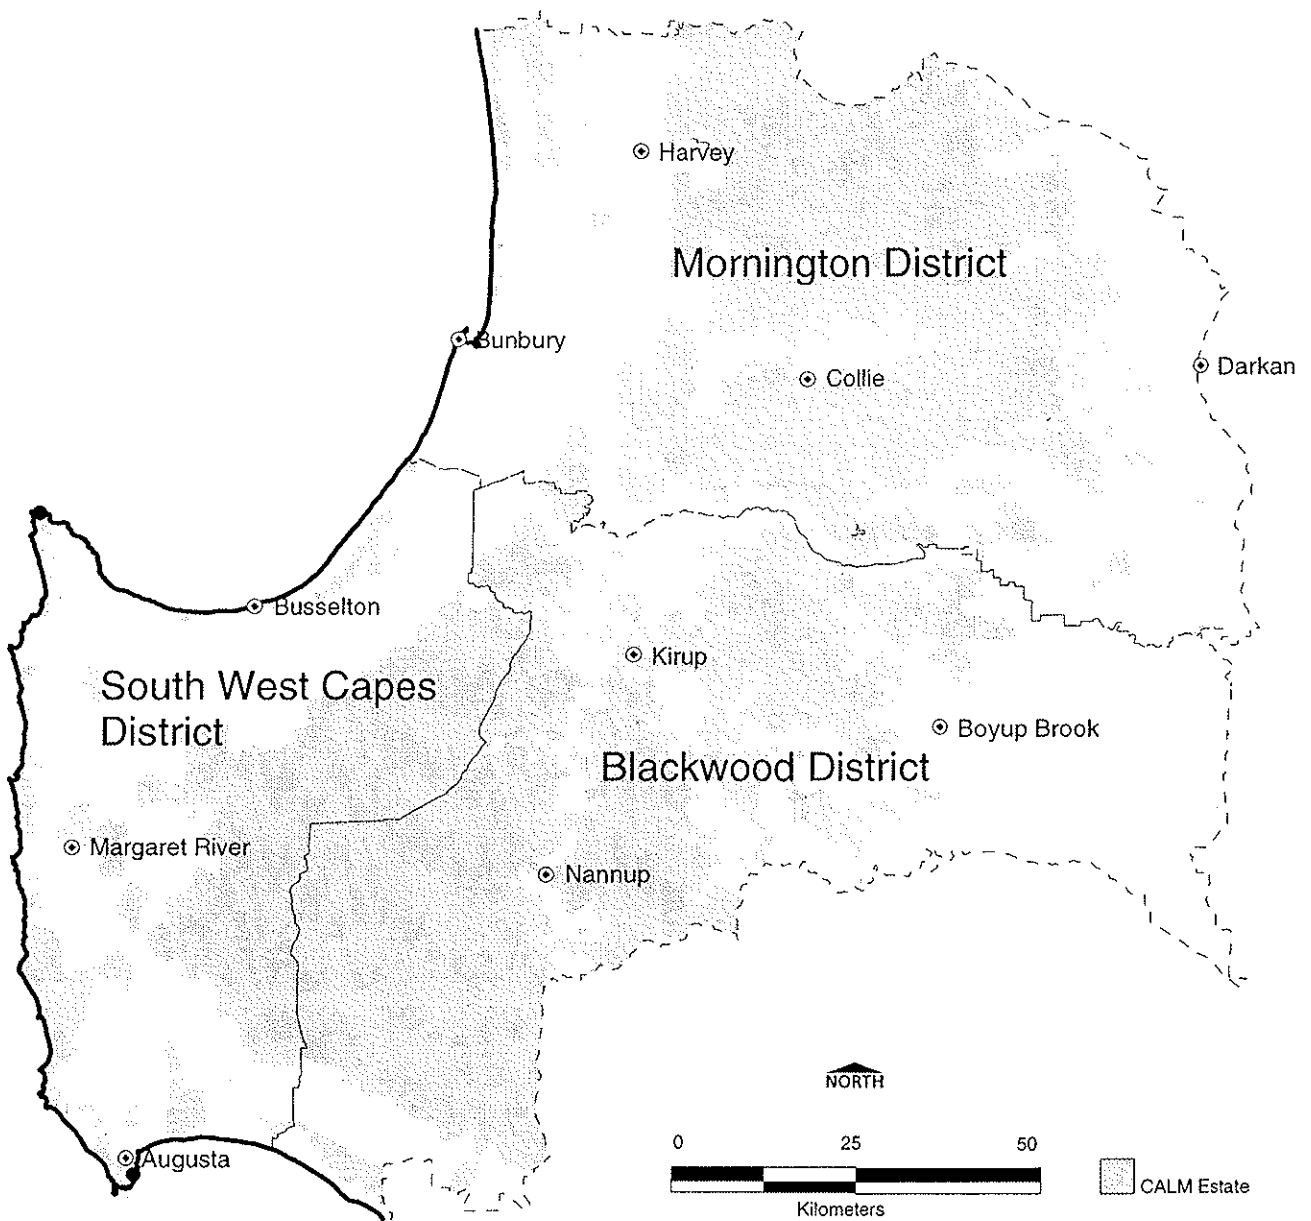 Harvey
Mornington District
Bunbury
Darkan
Collie
Busselton
Kirup
South West Capes
District
Boyup Brook
Blackwood District
Margaret River
Nannup
NORTH
0 25 50
Augusta
CALM Estate
Kilometers